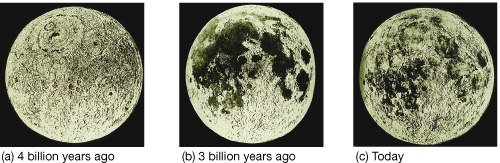 (a) 4 billion years ago
(b) 3 billion years ago
(c) Today